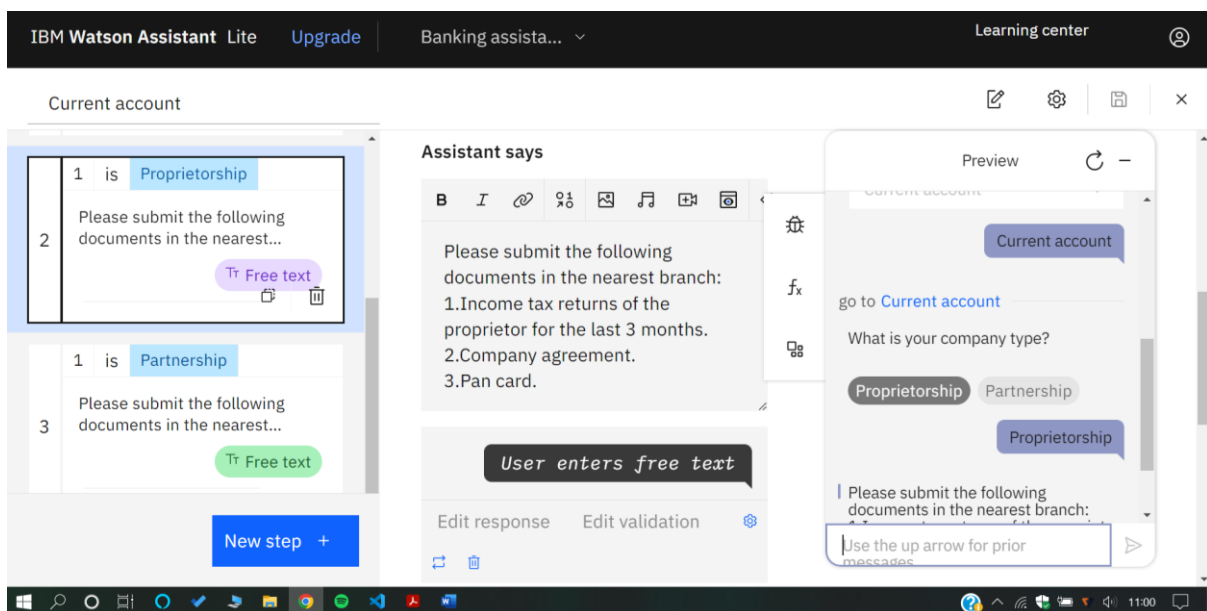 IBM Watson Assistant Lite Upgrade Banking assista... Learning center
Current account
1 is Proprietorship
Please submit the following
documents in the nearest...
2
Tт Free text
1 is Partnership
Please submit the following
documents in the nearest...
3
Tт Free text
New step +
Assistant says
B I
Please submit the following
documents in the nearest branch:
1.Income tax returns of the
proprietor for the last 3 months.
2.Company agreement.
3.Pan card.
User enters free text
Edit response Edit validation
fx
Preview
Current account
Current account
go to Current account
What is your company type?
Proprietorship Partnership
Proprietorship
Please submit the following
documents in the nearest branch:
Use the up arrow for prior
messages
11:00